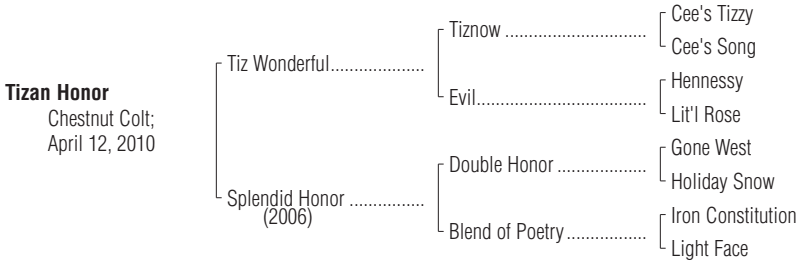 Cee's Tizzy
Tiznow ..............................
Cee's Song
Tiz Wonderful....................
Hennessy
Evil....................................
Lit'l Rose
Tizan Honor
Chestnut Colt;
April 12, 2010
Gone West
Double Honor ...................
Holiday Snow
Splendid Honor ................
(2006)
Iron Constitution
Blend of Poetry.................
Light Face